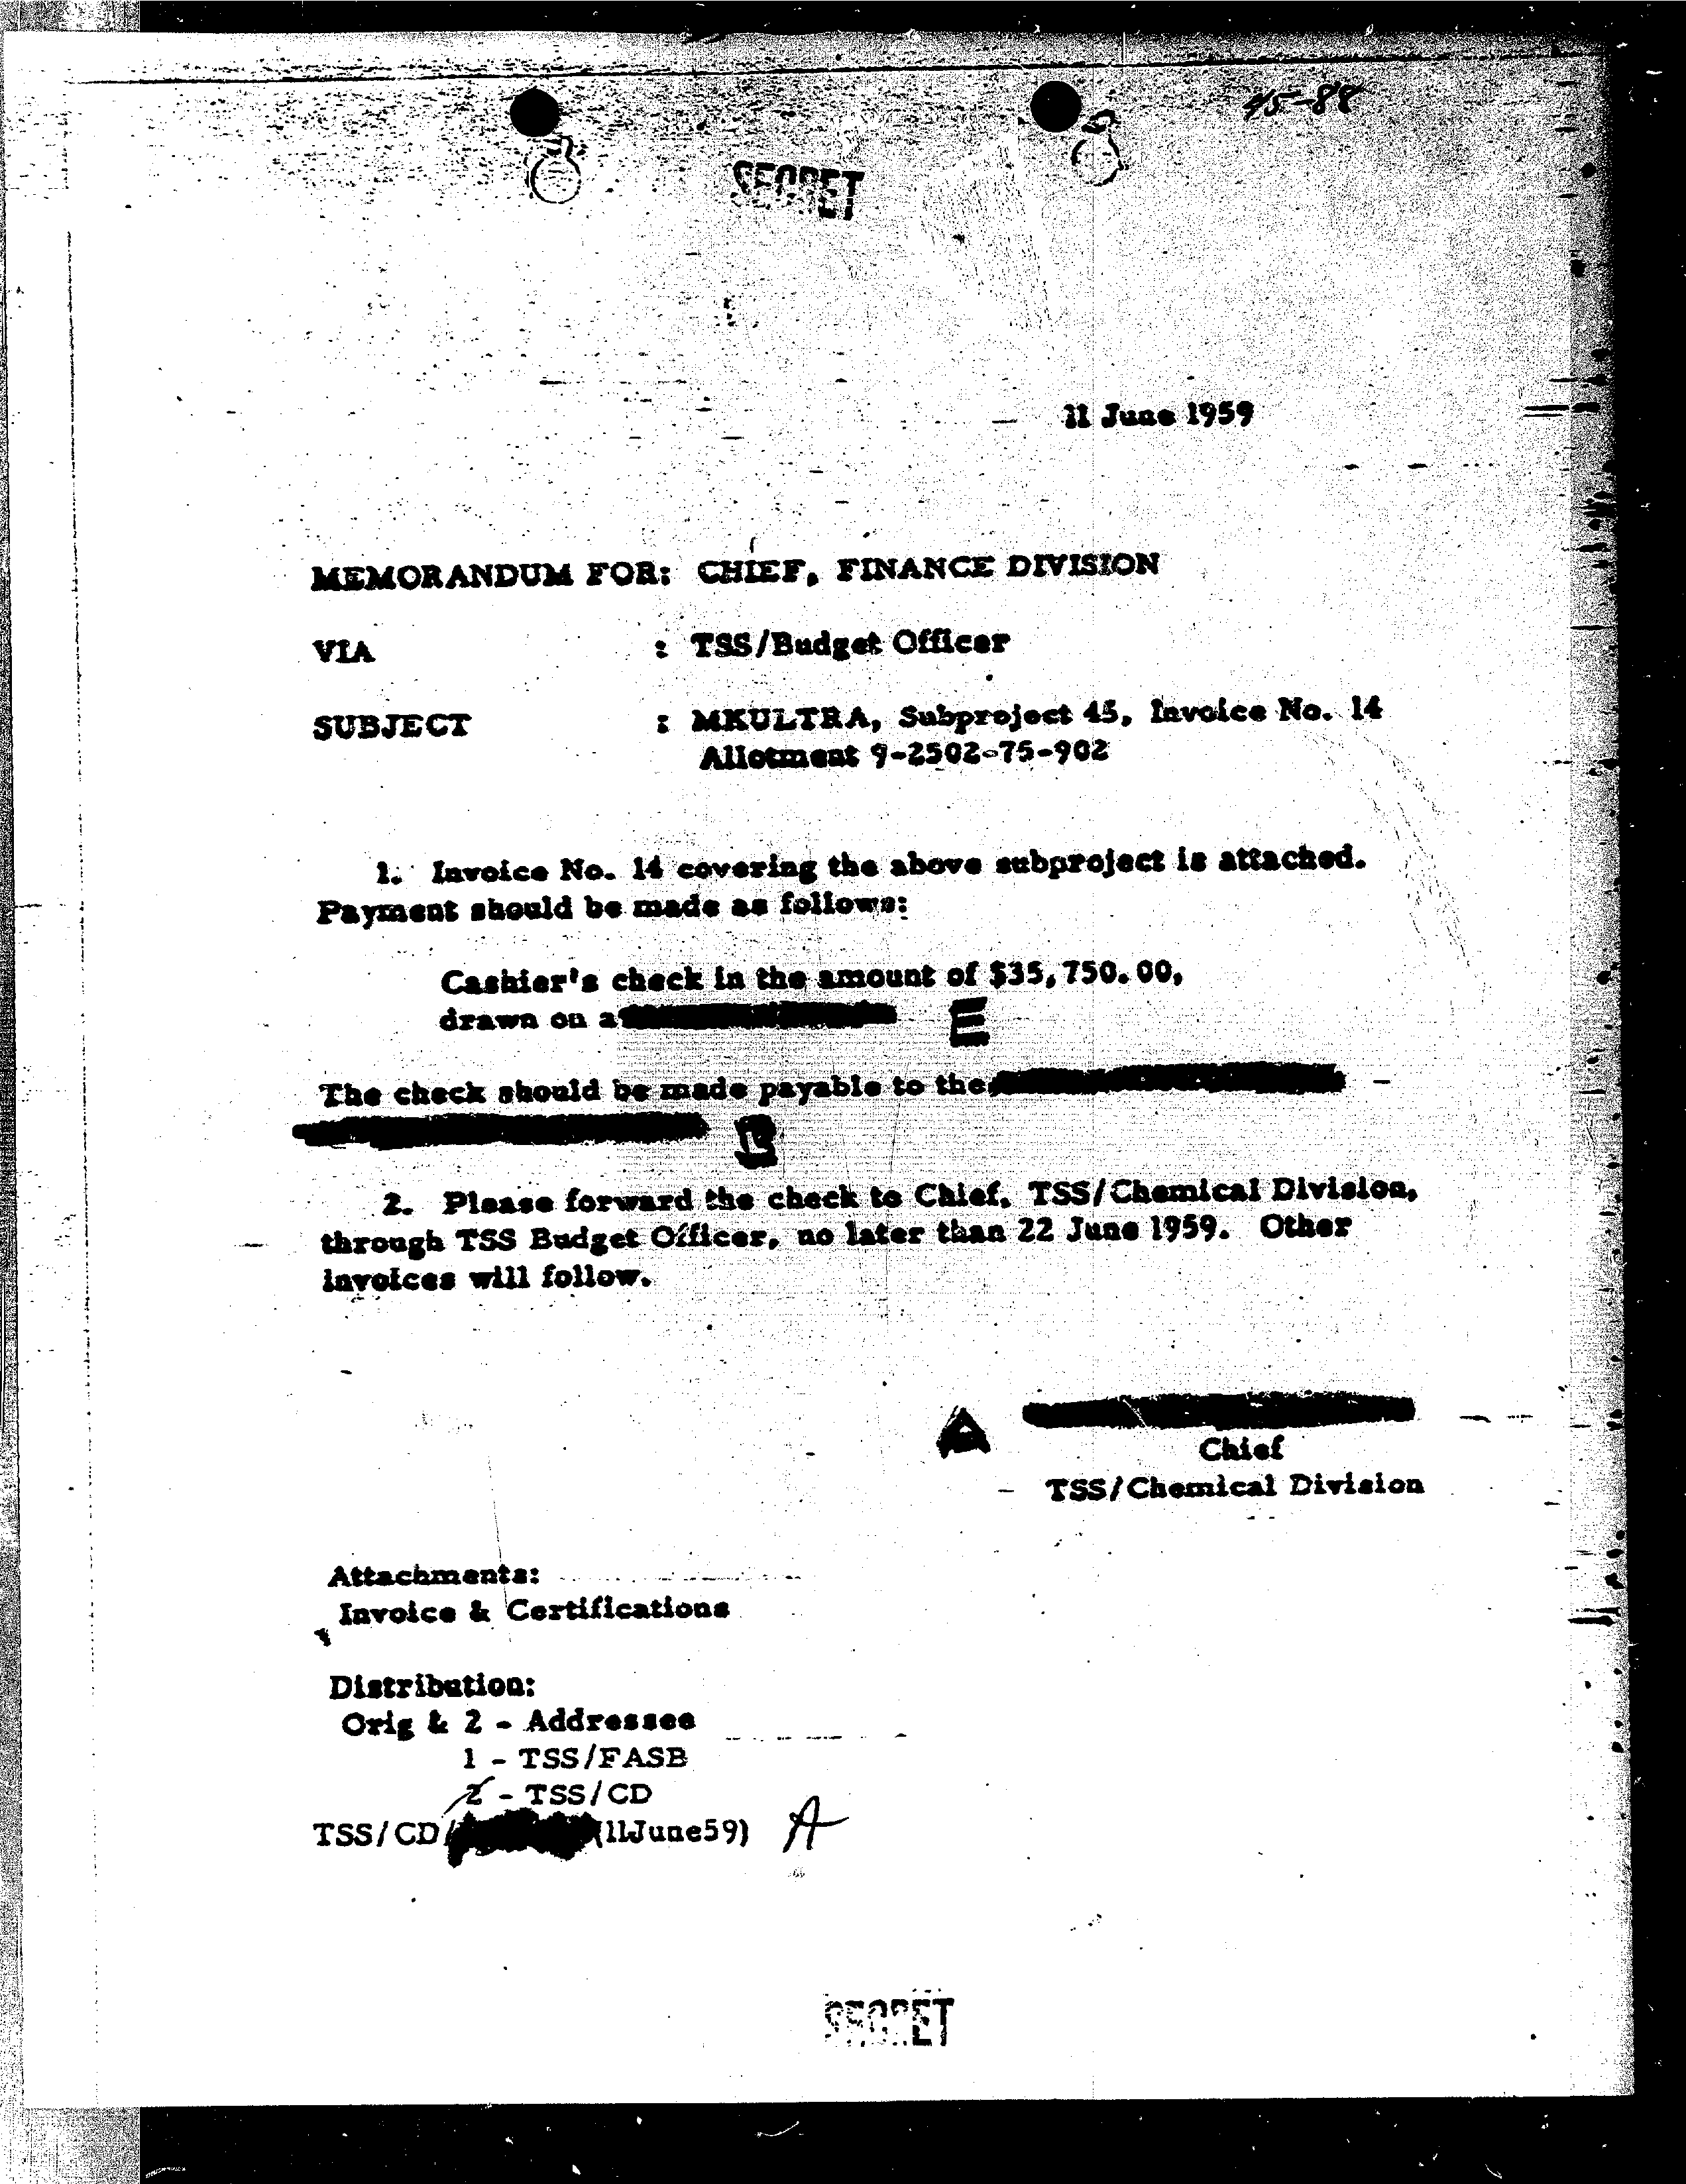 45-88
SECRET
11 June 1959
MEMORANDUM FOR: CHIEF, FINANCE DIVISION
VIA : TSS/Budget Officer
SUBJECT : MKULTRA, Subproject 45, Invoice No. 14
Allotment 9-2502-75-902
1. Invoice No. 14 covering the above subproject is attached.
Payment should be made as follows:
Cashier's check in the amount of $35,750.00,
drawn on a
E
The check should be made payable to the
B
2. Please forward the check to Chief, TSS/Chemical Division,
through TSS Budget Officer, no later than 22 June 1959. Other
invoices will follow.
A
Chief
TSS/Chemical Division
Attachments:
Invoice & Certifications
Distribution:
Orig & 2 - Addressee
1 - TSS/FASB
2 - TSS/CD
TSS/CD/ (11June59) A
SECRET